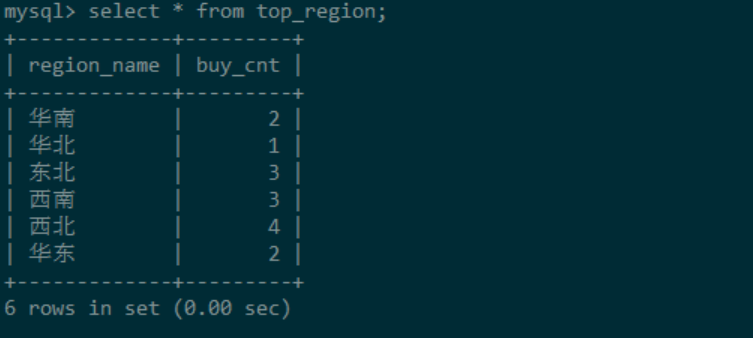 mysql> select * from top_region;
+-------------+---------+
| region_name | buy_cnt |
+-------------+---------+
| 华南        |       2 |
| 华北        |       1 |
| 东北        |       3 |
| 西南        |       3 |
| 西北        |       4 |
| 华东        |       2 |
+-------------+---------+
6 rows in set (0.00 sec)